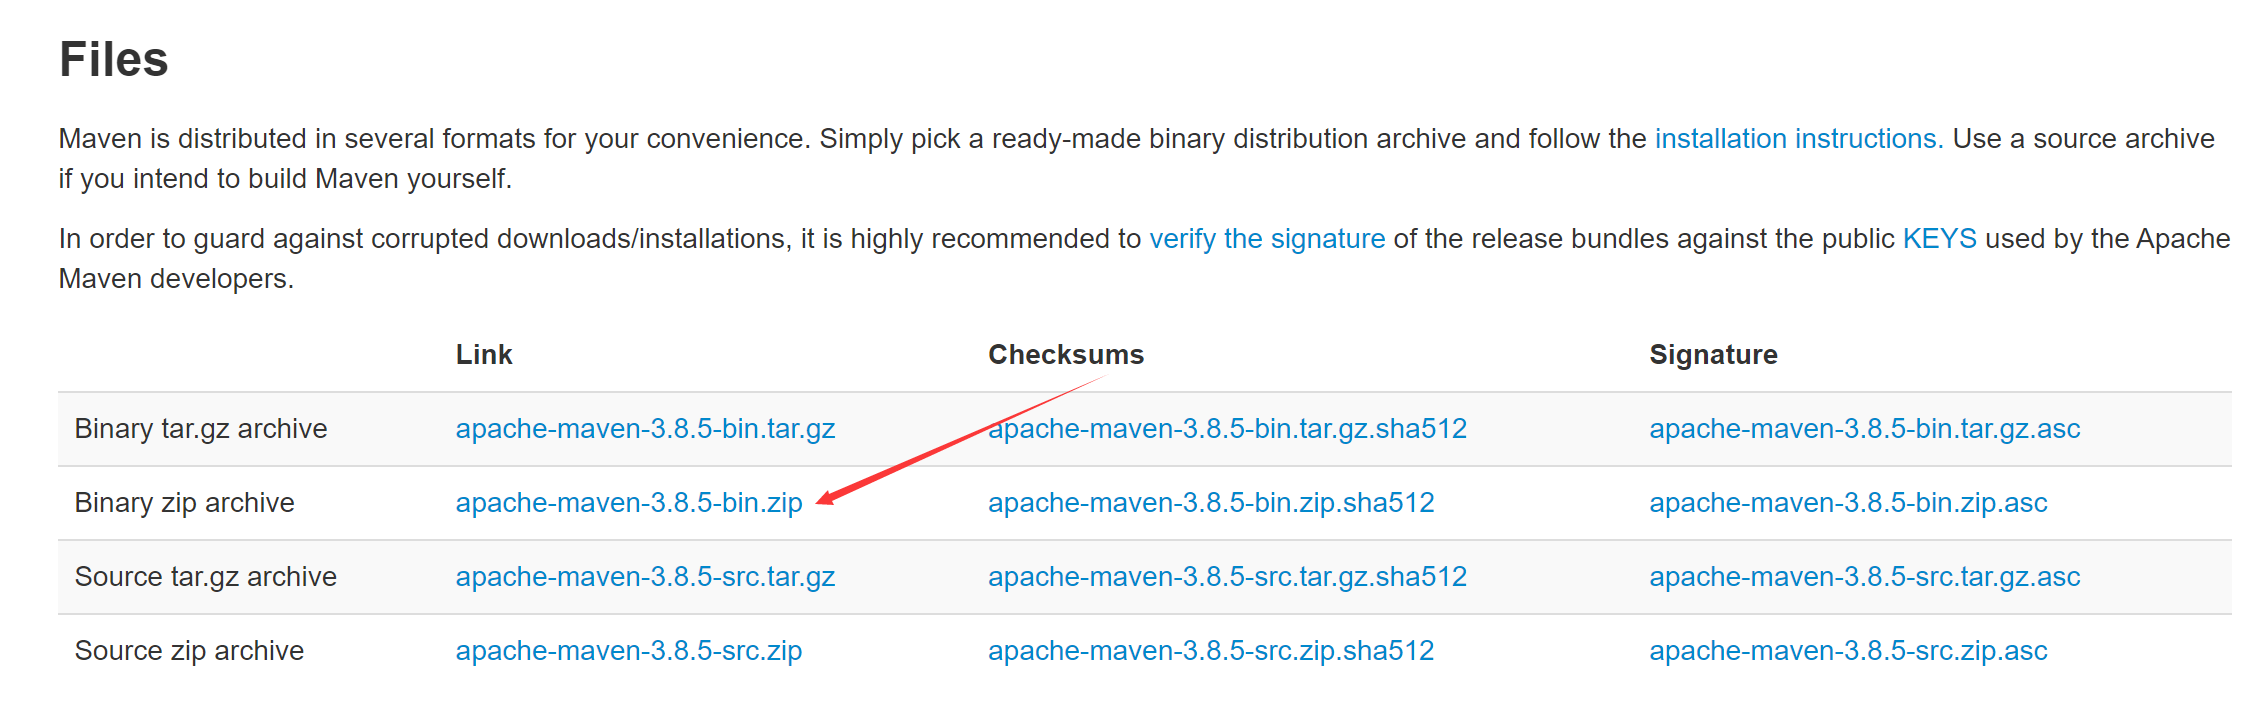 Files
Maven is distributed in several formats for your convenience. Simply pick a ready-made binary distribution archive and follow the installation instructions. Use a source archive
if you intend to build Maven yourself.
In order to guard against corrupted downloads/installations, it is highly recommended to verify the signature of the release bundles against the public KEYS used by the Apache
Maven developers.
Link Checksums Signature
Binary tar.gz archive apache-maven-3.8.5-bin.tar.gz apache-maven-3.8.5-bin.tar.gz.sha512 apache-maven-3.8.5-bin.tar.gz.asc
Binary zip archive apache-maven-3.8.5-bin.zip apache-maven-3.8.5-bin.zip.sha512 apache-maven-3.8.5-bin.zip.asc
Source tar.gz archive apache-maven-3.8.5-src.tar.gz apache-maven-3.8.5-src.tar.gz.sha512 apache-maven-3.8.5-src.tar.gz.asc
Source zip archive apache-maven-3.8.5-src.zip apache-maven-3.8.5-src.zip.sha512 apache-maven-3.8.5-src.zip.asc